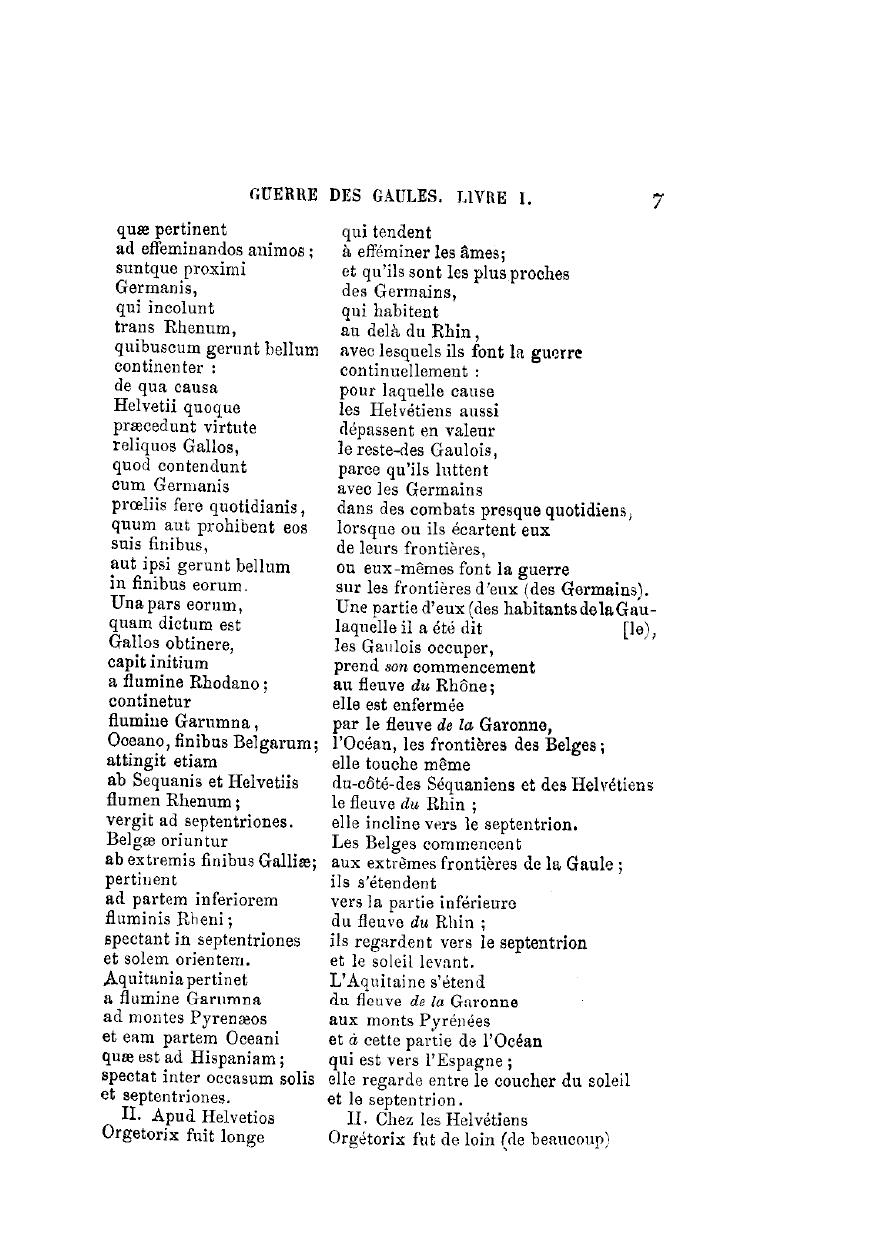 GUERRE DES GAULES. LIVRE I. 7
quæ pertinent
ad effeminandos animos ;
suntque proximi
Germanis,
qui incolunt
trans Rhenum,
quibuscum gerunt bellum
continenter :
de qua causa
Helvetii quoque
præcedunt virtute
reliquos Gallos,
quod contendunt
cum Germanis
prœliis fere quotidianis,
quum aut prohibent eos
suis finibus,
aut ipsi gerunt bellum
in finibus eorum.
Una pars eorum,
quam dictum est
Gallos obtinere,
capit initium
a flumine Rhodano ;
continetur
flumine Garumna,
Oceano, finibus Belgarum ;
attingit etiam
ab Sequanis et Helvetiis
flumen Rhenum ;
vergit ad septentriones.
Belgæ oriuntur
ab extremis finibus Galliæ ;
pertinent
ad partem inferiorem
fluminis Rheni ;
spectant in septentriones
et solem orientem.
Aquitania pertinet
a flumine Garumna
ad montes Pyrenæos
et eam partem Oceani
quæ est ad Hispaniam ;
spectat inter occasum solis
et septentriones.
II. Apud Helvetios
Orgetorix fuit longe
qui tendent
à efféminer les âmes;
et qu'ils sont les plus proches
des Germains,
qui habitent
au delà du Rhin,
avec lesquels ils font la guerre
continuellement :
pour laquelle cause
les Helvétiens aussi
dépassent en valeur
le reste-des Gaulois,
parce qu'ils luttent
avec les Germains
dans des combats presque quotidiens,
lorsque ou ils écartent eux
de leurs frontières,
ou eux-mêmes font la guerre
sur les frontières d'eux (des Germains).
Une partie d'eux (des habitants de la Gau-
laquelle il a été dit [le),
les Gaulois occuper,
prend son commencement
au fleuve du Rhône ;
elle est enfermée
par le fleuve de la Garonne,
l'Océan, les frontières des Belges ;
elle touche même
du-côté-des Séquaniens et des Helvétiens
le fleuve du Rhin ;
elle incline vers le septentrion.
Les Belges commencent
aux extrêmes frontières de la Gaule ;
ils s'étendent
vers la partie inférieure
du fleuve du Rhin ;
ils regardent vers le septentrion
et le soleil levant.
L'Aquitaine s'étend
du fleuve de la Garonne
aux monts Pyrénées
et à cette partie de l'Océan
qui est vers l'Espagne ;
elle regarde entre le coucher du soleil
et le septentrion.
II. Chez les Helvétiens
Orgétorix fut de loin (de beaucoup)